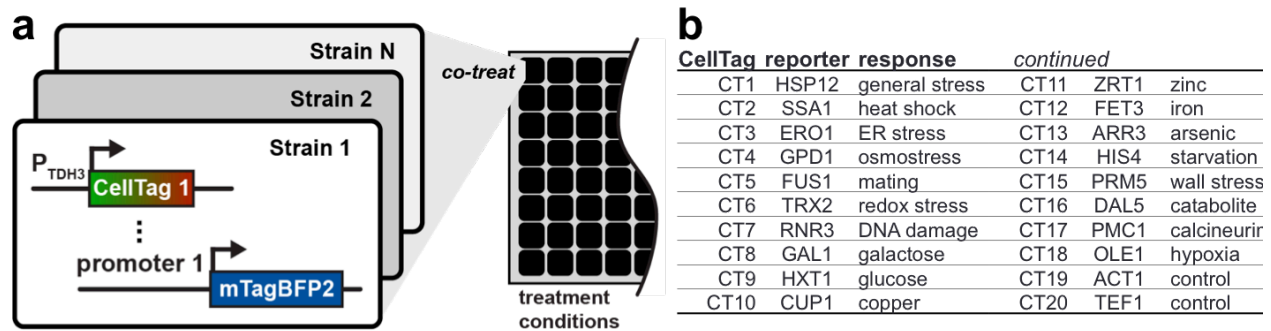 a
Strain N
Strain 2
Strain 1
PTDH3
CellTag 1
promoter 1
mTagBFP2
co-treat
treatment
conditions
b
CellTag reporter response continued
CT1 HSP12 general stress CT11 ZRT1 zinc
CT2 SSA1 heat shock CT12 FET3 iron
CT3 ERO1 ER stress CT13 ARR3 arsenic
CT4 GPD1 osmostress CT14 HIS4 starvation
CT5 FUS1 mating CT15 PRM5 wall stress
CT6 TRX2 redox stress CT16 DAL5 catabolite
CT7 RNR3 DNA damage CT17 PMC1 calcineurin
CT8 GAL1 galactose CT18 OLE1 hypoxia
CT9 HXT1 glucose CT19 ACT1 control
CT10 CUP1 copper CT20 TEF1 control